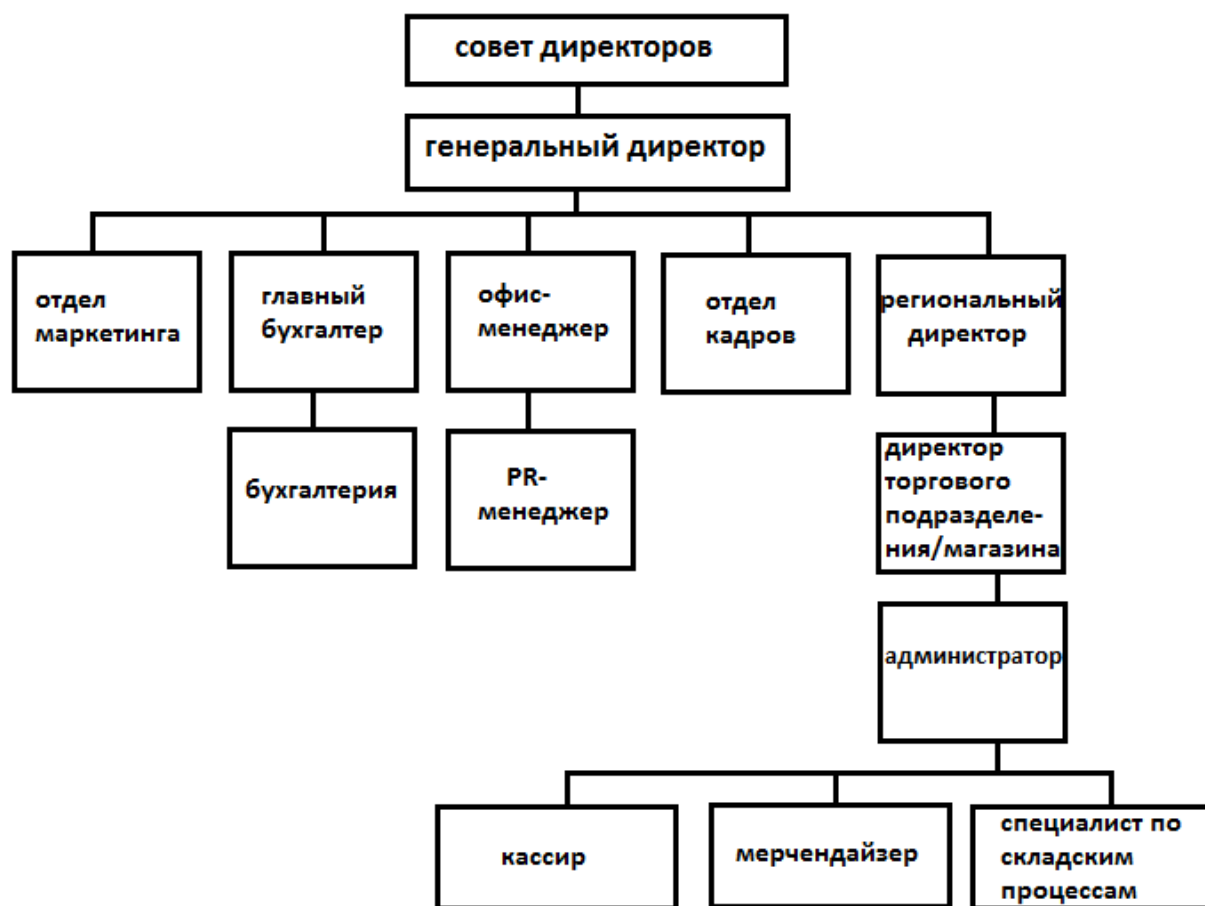 совет директоров
генеральный директор
отдел
маркетинга
главный
бухгалтер
офис-
менеджер
отдел
кадров
региональный
директор
бухгалтерия
PR-
менеджер
директор
торгового
подразделе-
ния/магазина
администратор
кассир
мерчендайзер
специалист по
складским
процессам